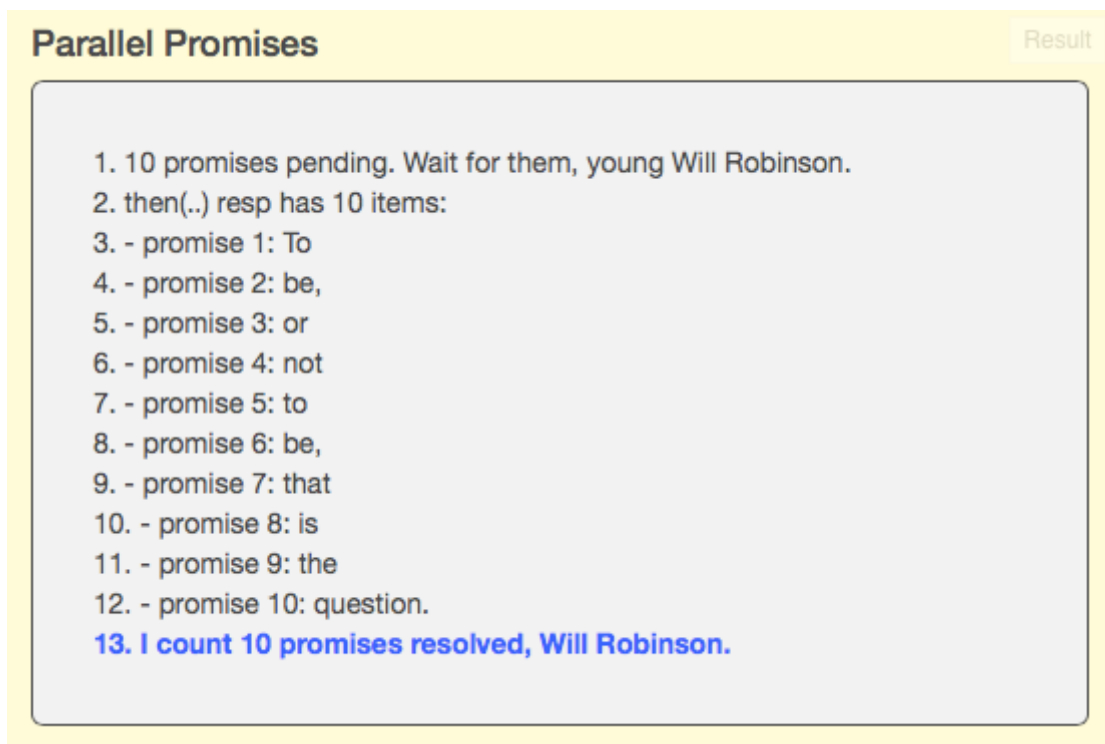 Parallel Promises
Result
1. 10 promises pending. Wait for them, young Will Robinson.
2. then(..) resp has 10 items:
3. - promise 1: To
4. - promise 2: be,
5. - promise 3: or
6. - promise 4: not
7. - promise 5: to
8. - promise 6: be,
9. - promise 7: that
10. - promise 8: is
11. - promise 9: the
12. - promise 10: question.
13. I count 10 promises resolved, Will Robinson.